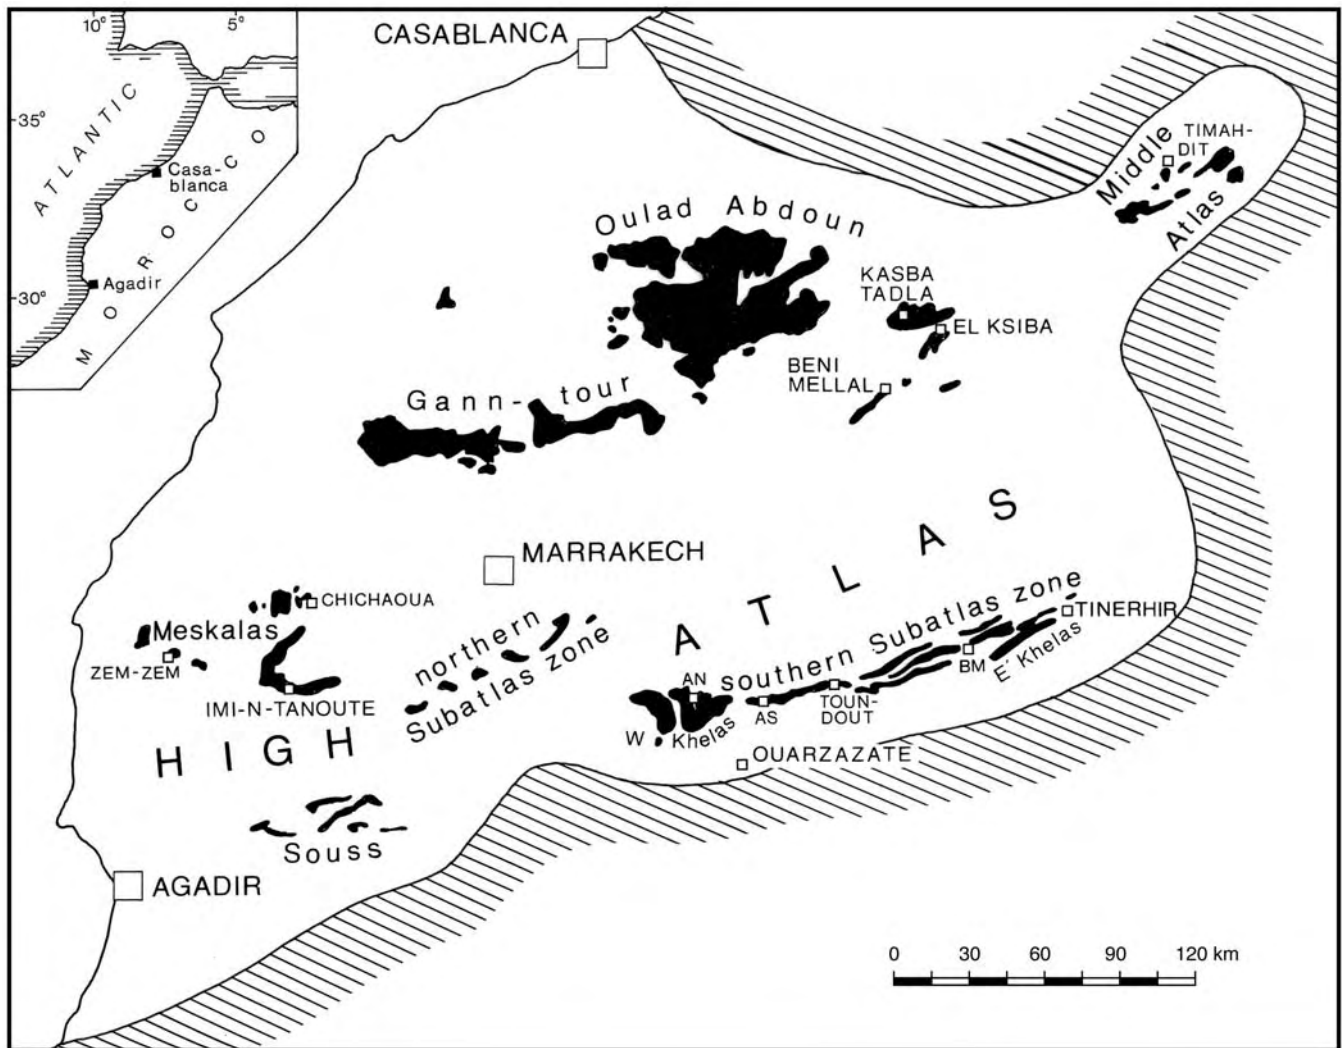 10° 5°
35°
30°
ATLANTIC
MOROCCO
Casa-
blanca
Agadir
CASABLANCA
Middle
Atlas
TIMAH-
DIT
Oulad Abdoun
KASBA
TADLA
EL KSIBA
BENI
MELLAL
Gann-tour
MARRAKECH
CHICHAOUA
Meskalas
ZEM-ZEM
IMI-N-TANOUTE
northern
Subatlas zone
HIGH ATLAS
southern Subatlas zone
TINERHIR
BM
E' Khelas
AN
AS
TOUN-
DOUT
W Khelas
OUARZAZATE
Souss
AGADIR
0 30 60 90 120 km